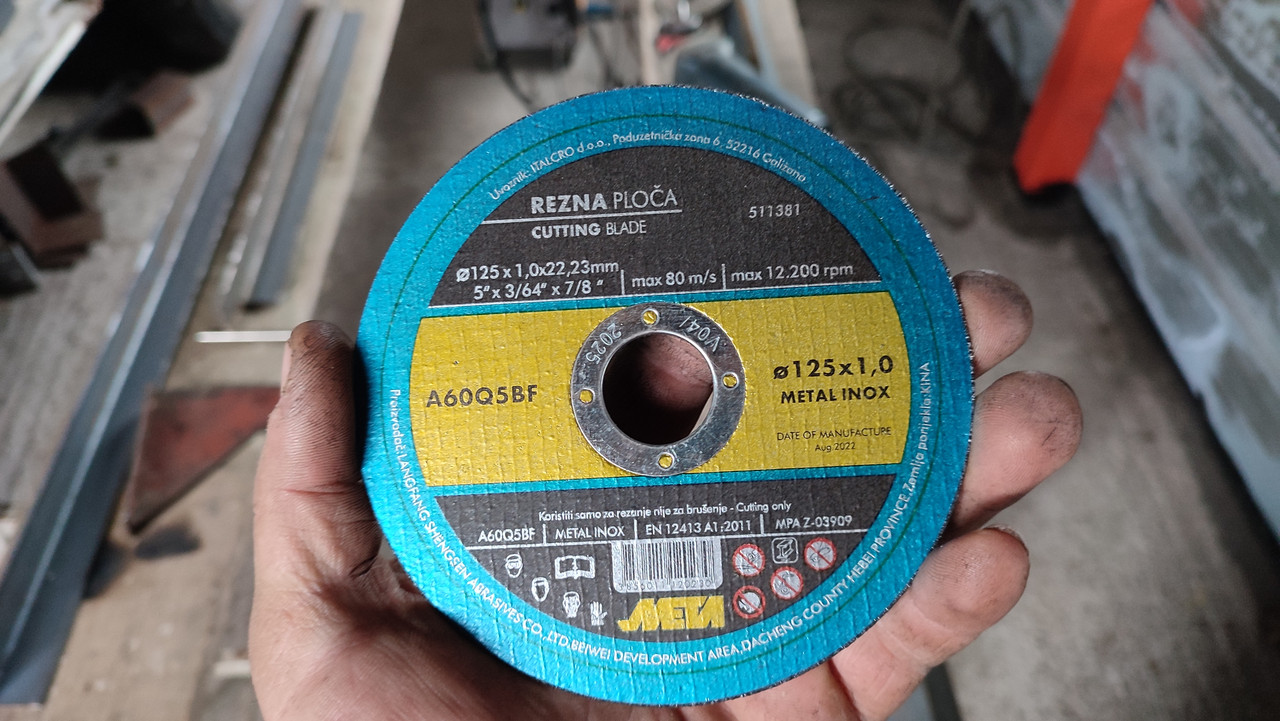 Uvoznik: ITALCRO d.o.o., Poduzetnička zona 6, 52216 Galižana
REZNA PLOČA
511381
CUTTING BLADE
ø125 x 1,0x22,23mm
5" x 3/64" x 7/8 "
max 80 m/s
max 12.200 rpm
V04/
2025
A60Q5BF
ø125x1,0
METAL INOX
DATE OF MANUFACTUPE
Aug.2022
Koristiti samo za rezanje nije za brušenje - Cutting only
A60Q5BF
METAL INOX
EN 12413 A1:2011
MPA Z-03909
META
Proizvođač: LANGFANG SHENGSEN ABRASIVES CO., LTD. BEIWEI DEVELOPMENT AREA, DACHENG COUNTY HEBEI PROVINCE. Zemlja porijekla: KINA